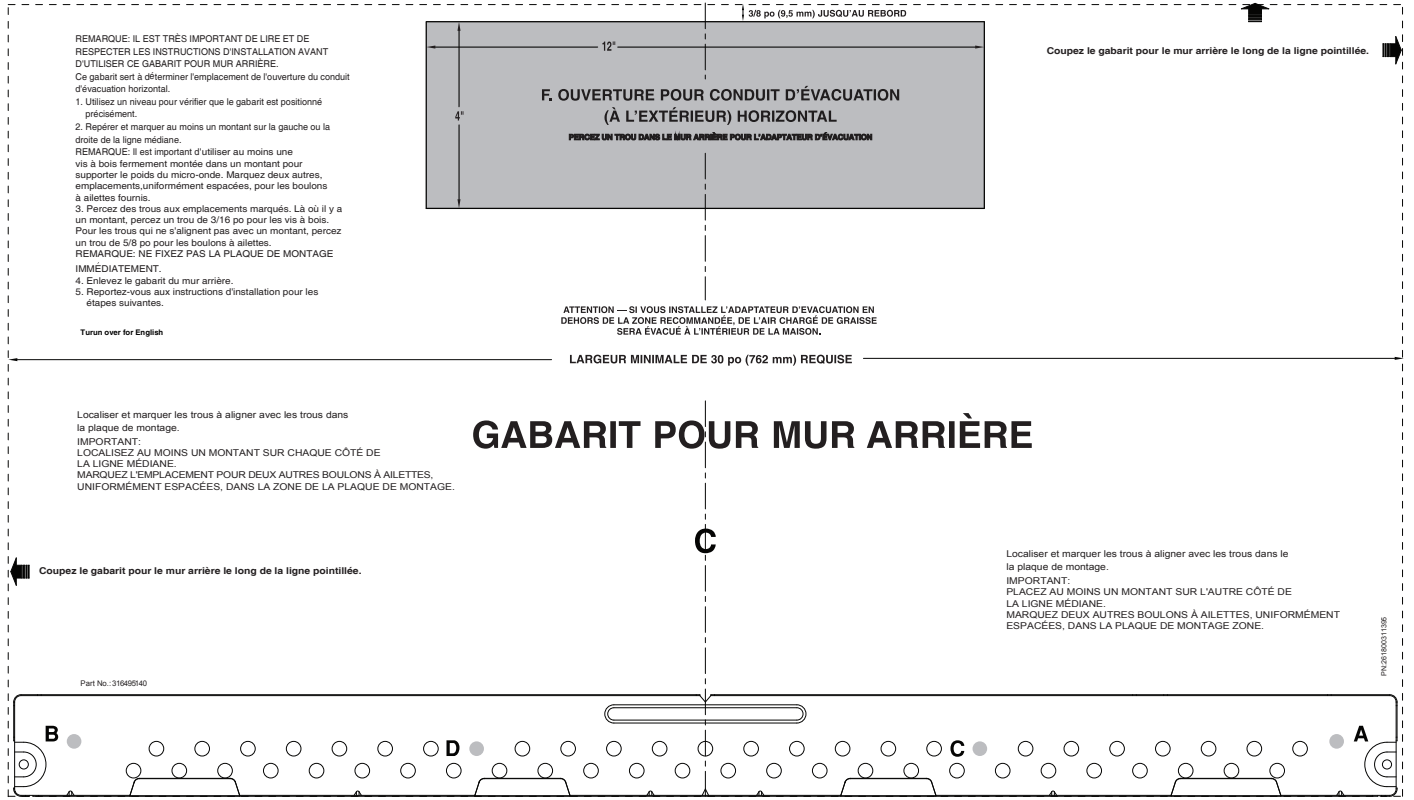 3/8 po (9,5 mm) JUSQU'AU REBORD
REMARQUE: IL EST TRÈS IMPORTANT DE LIRE ET DE
RESPECTER LES INSTRUCTIONS D'INSTALLATION AVANT
D'UTILISER CE GABARIT POUR MUR ARRIÈRE.
Ce gabarit sert à déterminer l'emplacement de l'ouverture du conduit
d'évacuation horizontal.
1. Utilisez un niveau pour vérifier que le gabarit est positionné
précisément.
2. Repérer et marquer au moins un montant sur la gauche ou la
droite de la ligne médiane.
REMARQUE: Il est important d'utiliser au moins une
vis à bois fermement montée dans un montant pour
supporter le poids du micro-onde. Marquez deux autres,
emplacements,uniformément espacées, pour les boulons
à ailettes fournis.
3. Percez des trous aux emplacements marqués. Là où il y a
un montant, percez un trou de 3/16 po pour les vis à bois.
Pour les trous qui ne s'alignent pas avec un montant, percez
un trou de 5/8 po pour les boulons à ailettes.
REMARQUE: NE FIXEZ PAS LA PLAQUE DE MONTAGE
IMMÉDIATEMENT.
4. Enlevez le gabarit du mur arrière.
5. Reportez-vous aux instructions d'installation pour les
étapes suivantes.
Turun over for English
12"
4"
F. OUVERTURE POUR CONDUIT D'ÉVACUATION
(À L'EXTÉRIEUR) HORIZONTAL
PERCEZ UN TROU DANS LE MUR ARRIÈRE POUR L'ADAPTATEUR D'ÉVACUATION
Coupez le gabarit pour le mur arrière le long de la ligne pointillée.
ATTENTION — SI VOUS INSTALLEZ L'ADAPTATEUR D'EVACUATION EN
DEHORS DE LA ZONE RECOMMANDÉE, DE L'AIR CHARGÉ DE GRAISSE
SERA ÉVACUÉ À L'INTÉRIEUR DE LA MAISON.
LARGEUR MINIMALE DE 30 po (762 mm) REQUISE
Localiser et marquer les trous à aligner avec les trous dans
la plaque de montage.
IMPORTANT:
LOCALISEZ AU MOINS UN MONTANT SUR CHAQUE CÔTÉ DE
LA LIGNE MÉDIANE.
MARQUEZ L'EMPLACEMENT POUR DEUX AUTRES BOULONS À AILETTES,
UNIFORMÉMENT ESPACÉES, DANS LA ZONE DE LA PLAQUE DE MONTAGE.
GABARIT POUR MUR ARRIÈRE
C
Coupez le gabarit pour le mur arrière le long de la ligne pointillée.
Localiser et marquer les trous à aligner avec les trous dans le
la plaque de montage.
IMPORTANT:
PLACEZ AU MOINS UN MONTANT SUR L'AUTRE CÔTÉ DE
LA LIGNE MÉDIANE.
MARQUEZ DEUX AUTRES BOULONS À AILETTES, UNIFORMÉMENT
ESPACÉES, DANS LA PLAQUE DE MONTAGE ZONE.
PN:261800311395
Part No.:316495140
B
D
C
A